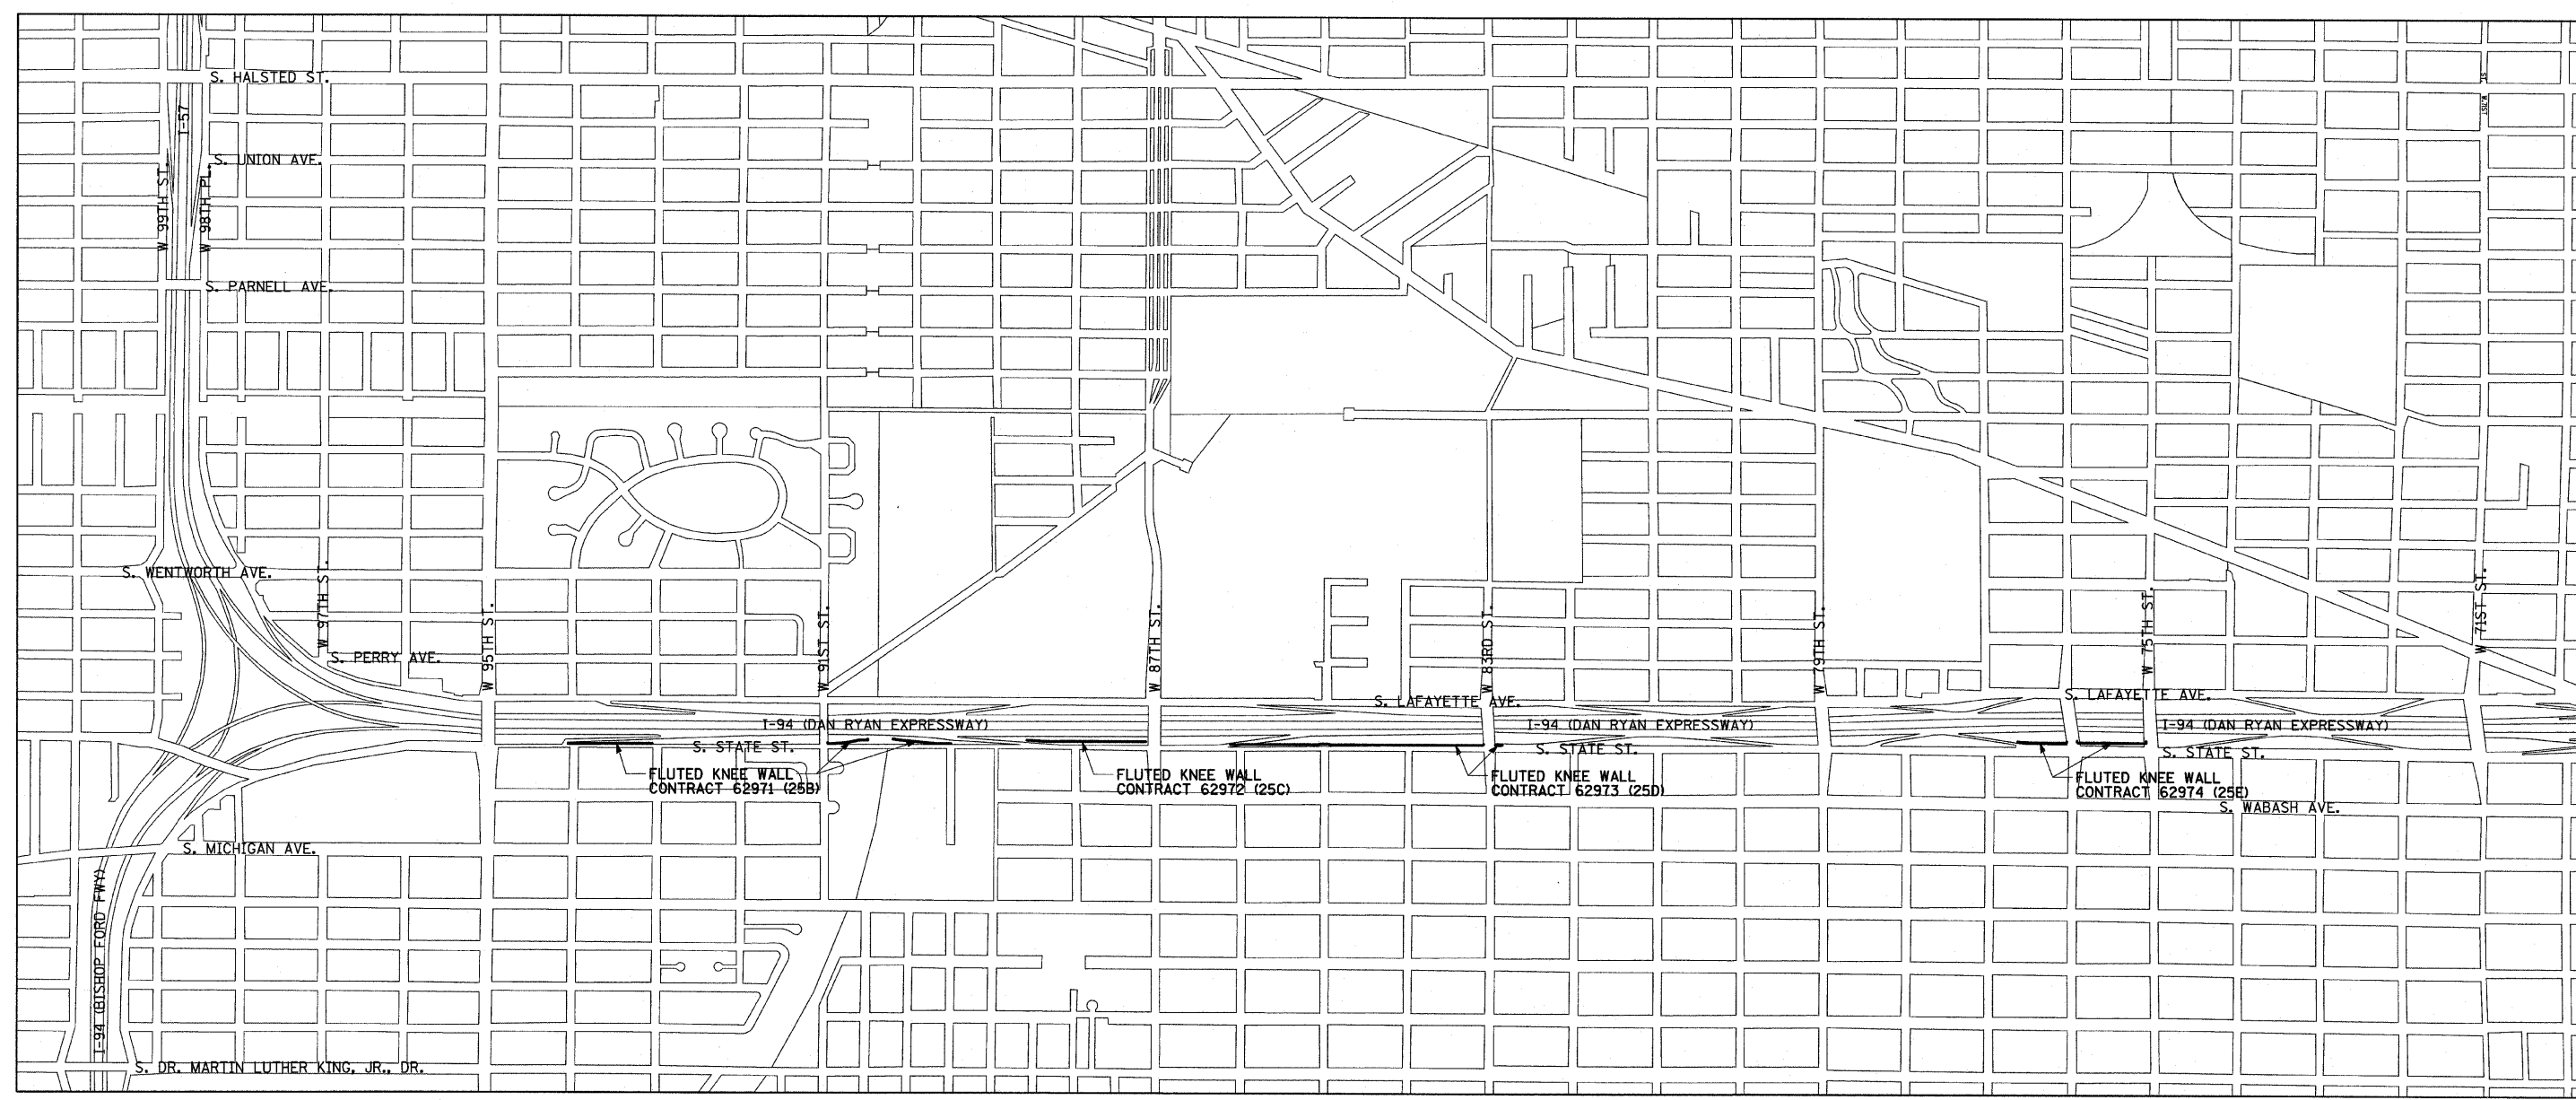 S. HALSTED ST.
I-57
S. UNION AVE.
W 99TH ST.
W 98TH PL.
S. PARNELL AVE.
S. WENTWORTH AVE.
W 97TH ST.
S. PERRY AVE.
W 95TH ST.
W 91ST ST.
W 87TH ST.
W 83RD ST.
W 79TH ST.
W 75TH ST.
W 71ST ST.
S. LAFAYETTE AVE.
S. LAFAYETTE AVE.
I-94 (DAN RYAN EXPRESSWAY)
I-94 (DAN RYAN EXPRESSWAY)
I-94 (DAN RYAN EXPRESSWAY)
S. STATE ST.
S. STATE ST.
S. STATE ST.
FLUTED KNEE WALL
CONTRACT 62971 (25B)
FLUTED KNEE WALL
CONTRACT 62972 (25C)
FLUTED KNEE WALL
CONTRACT 62973 (25D)
FLUTED KNEE WALL
CONTRACT 62974 (25E)
S. WABASH AVE.
S. MICHIGAN AVE.
I-94 (BISHOP FORD FWY)
S. DR. MARTIN LUTHER KING, JR., DR.